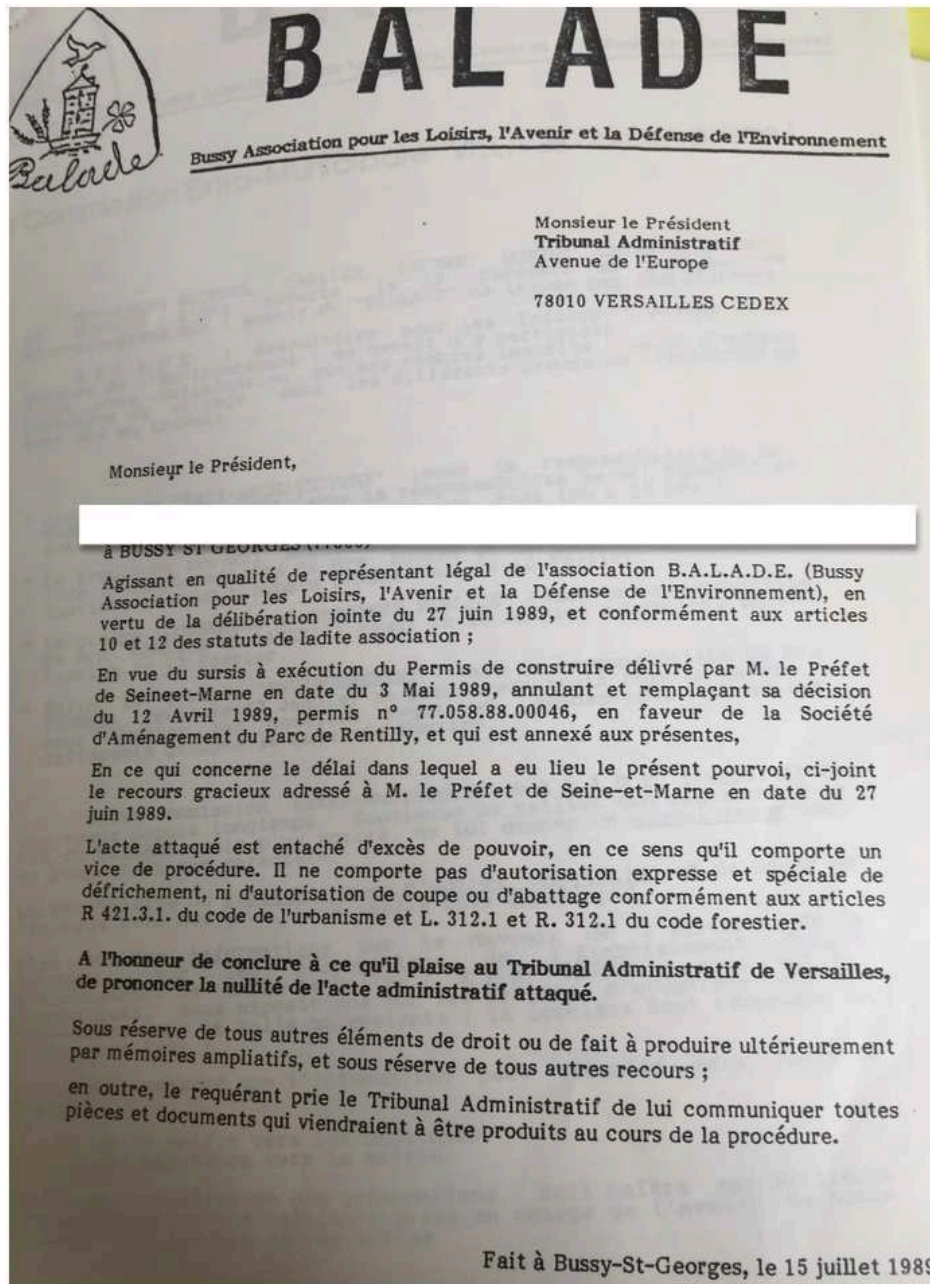 BALADE
Balade
Bussy Association pour les Loisirs, l'Avenir et la Défense de l'Environnement
Monsieur le Président
Tribunal Administratif
Avenue de l'Europe
78010 VERSAILLES CEDEX
Monsieur le Président,
à BUSSY ST GEORGES
Agissant en qualité de représentant légal de l'association B.A.L.A.D.E. (Bussy
Association pour les Loisirs, l'Avenir et la Défense de l'Environnement), en
vertu de la délibération jointe du 27 juin 1989, et conformément aux articles
10 et 12 des statuts de ladite association ;
En vue du sursis à exécution du Permis de construire délivré par M. le Préfet
de Seineet-Marne en date du 3 Mai 1989, annulant et remplaçant sa décision
du 12 Avril 1989, permis nº 77.058.88.00046, en faveur de la Société
d'Aménagement du Parc de Rentilly, et qui est annexé aux présentes,
En ce qui concerne le délai dans lequel a eu lieu le présent pourvoi, ci-joint
le recours gracieux adressé à M. le Préfet de Seine-et-Marne en date du 27
juin 1989.
L'acte attaqué est entaché d'excès de pouvoir, en ce sens qu'il comporte un
vice de procédure. Il ne comporte pas d'autorisation expresse et spéciale de
défrichement, ni d'autorisation de coupe ou d'abattage conformément aux articles
R 421.3.1. du code de l'urbanisme et L. 312.1 et R. 312.1 du code forestier.
A l'honneur de conclure à ce qu'il plaise au Tribunal Administratif de Versailles,
de prononcer la nullité de l'acte administratif attaqué.
Sous réserve de tous autres éléments de droit ou de fait à produire ultérieurement
par mémoires ampliatifs, et sous réserve de tous autres recours ;
en outre, le requérant prie le Tribunal Administratif de lui communiquer toutes
pièces et documents qui viendraient à être produits au cours de la procédure.
Fait à Bussy-St-Georges, le 15 juillet 1989